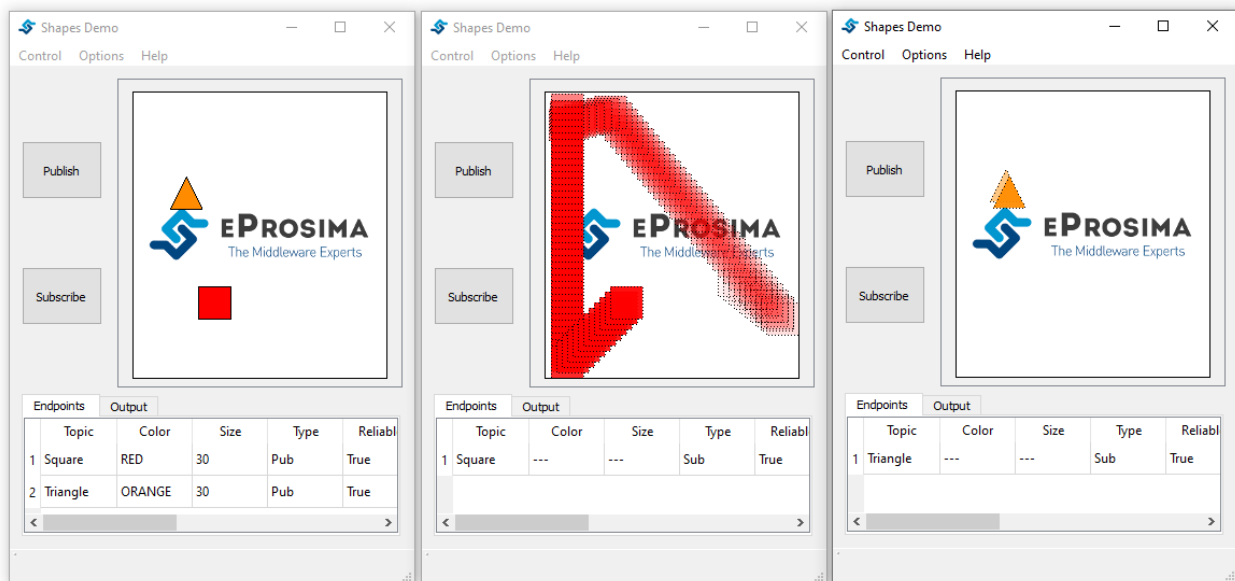 Shapes Demo
Control Options Help
Publish
Subscribe
ePROSIMA
The Middleware Experts
Endpoints Output
Topic Color Size Type Reliabl
1 Square RED 30 Pub True
2 Triangle ORANGE 30 Pub True
Shapes Demo
Control Options Help
Publish
Subscribe
ePROSIMA
The Middleware Experts
Endpoints Output
Topic Color Size Type Reliabl
1 Square --- --- Sub True
Shapes Demo
Control Options Help
Publish
Subscribe
ePROSIMA
The Middleware Experts
Endpoints Output
Topic Color Size Type Reliabl
1 Triangle --- --- Sub True